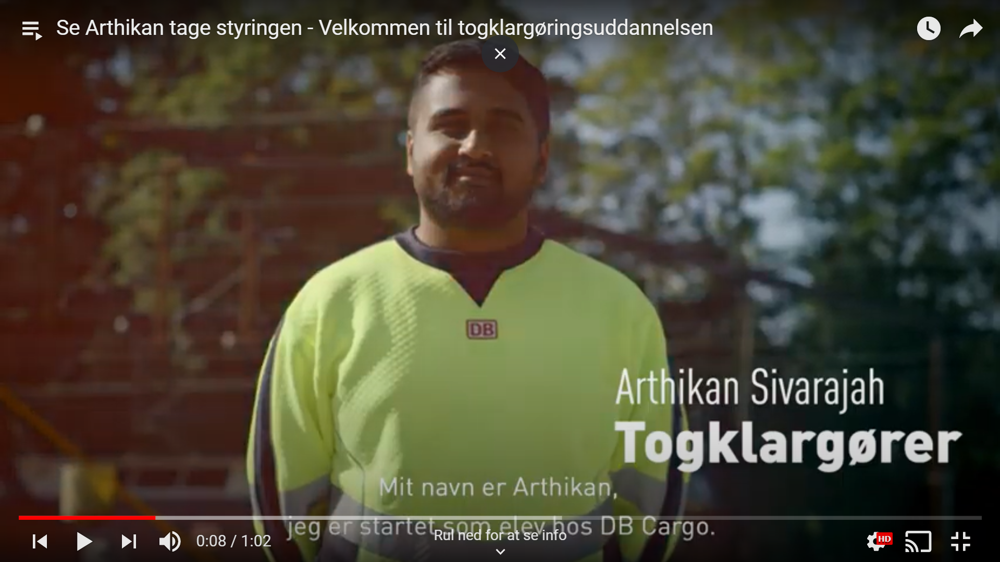 Se Arthikan tage styringen - Velkommen til togklargøringsuddannelsen
DB
Arthikan Sivarajah
Togklargører
Mit navn er Arthikan,
jeg er startet som elev hos DB Cargo.
Rul ned for at se info
0:08 / 1:02
HD